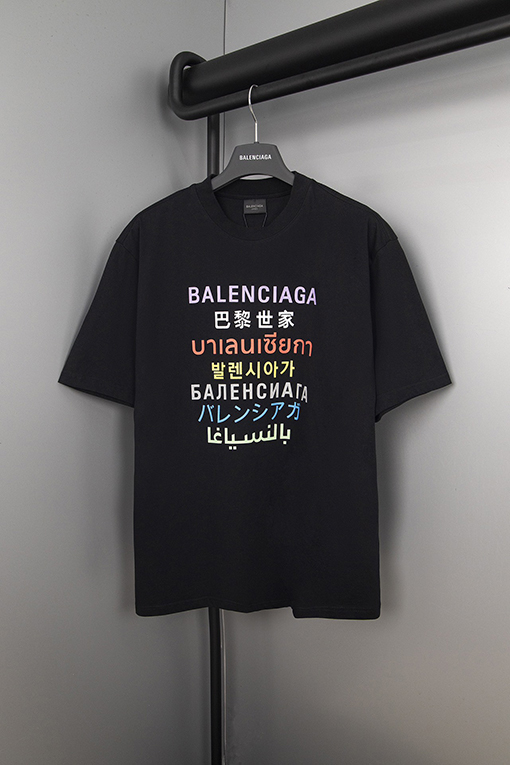 BALENCIAGA
BALENCIAGA
BALENCIAGA
巴黎世家
บาเลนเซียกา
발렌시아가
БАЛЕНСИАГА
バレンシアガ
بالنسياغا